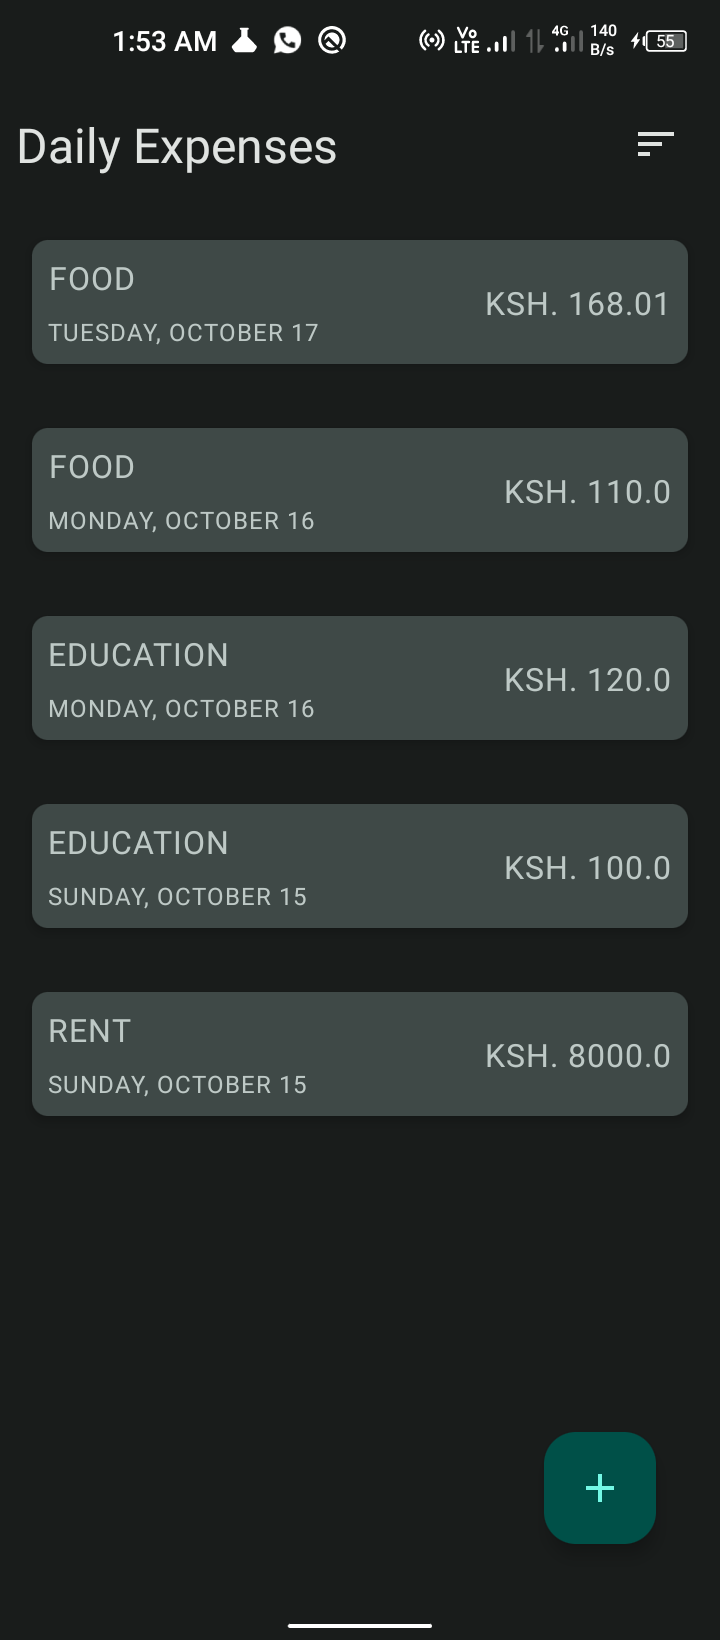 1:53 AM Vo LTE 4G 140 B/s 55
Daily Expenses
FOOD
KSH. 168.01
TUESDAY, OCTOBER 17
FOOD
KSH. 110.0
MONDAY, OCTOBER 16
EDUCATION
KSH. 120.0
MONDAY, OCTOBER 16
EDUCATION
KSH. 100.0
SUNDAY, OCTOBER 15
RENT
KSH. 8000.0
SUNDAY, OCTOBER 15